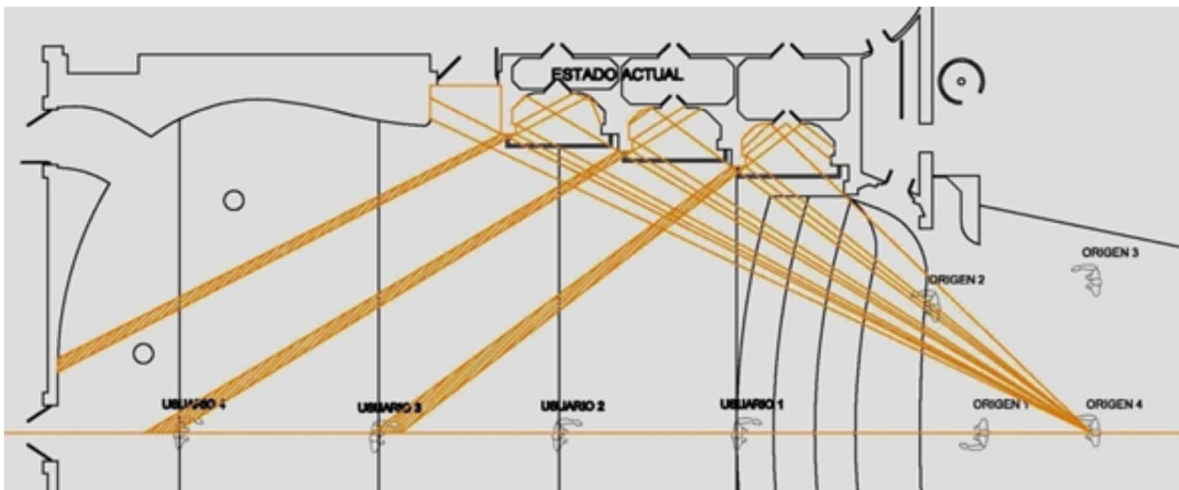 ESTADO ACTUAL
ORIGEN 3
ORIGEN 2
USUARIO 4
USUARIO 3
USUARIO 2
USUARIO 1
ORIGEN 1
ORIGEN 4